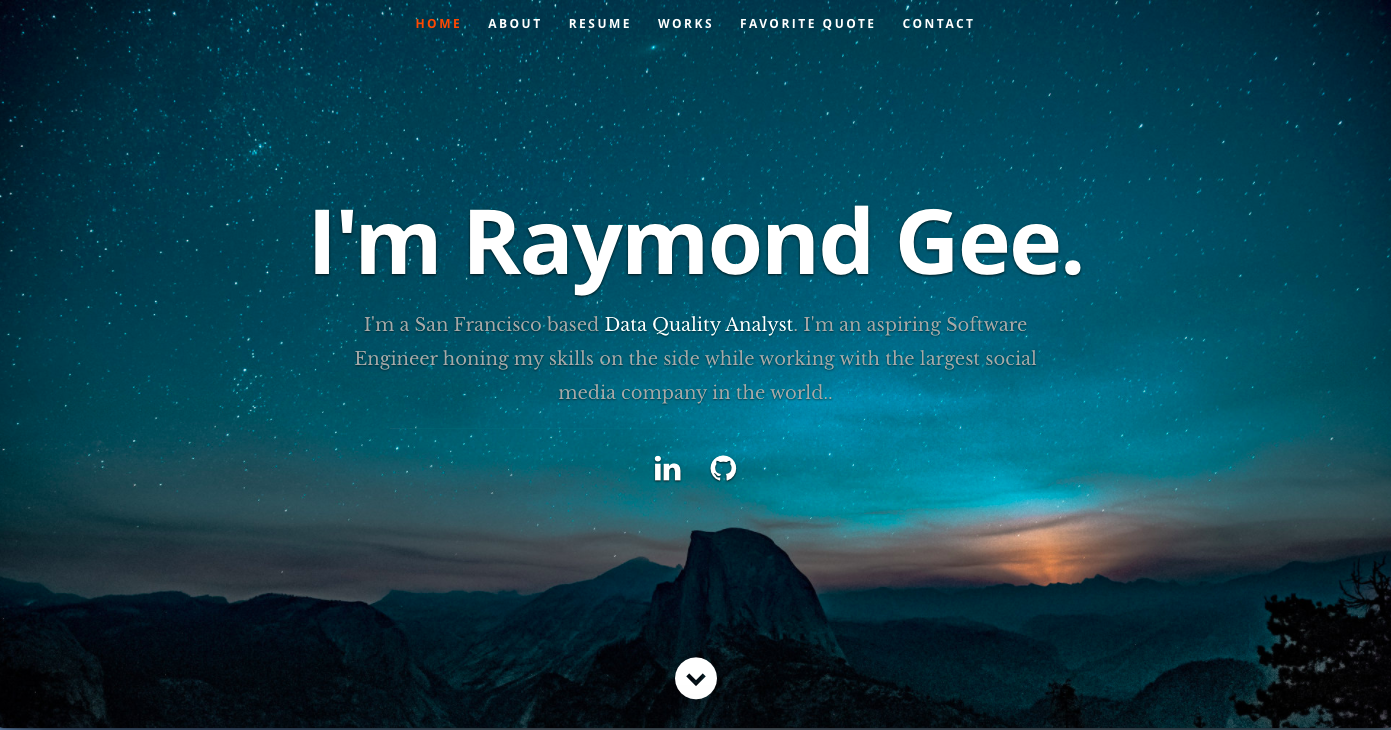 HOME ABOUT RESUME WORKS FAVORITE QUOTE CONTACT
I'm Raymond Gee.
I'm a San Francisco based Data Quality Analyst. I'm an aspiring Software
Engineer honing my skills on the side while working with the largest social
media company in the world..
in